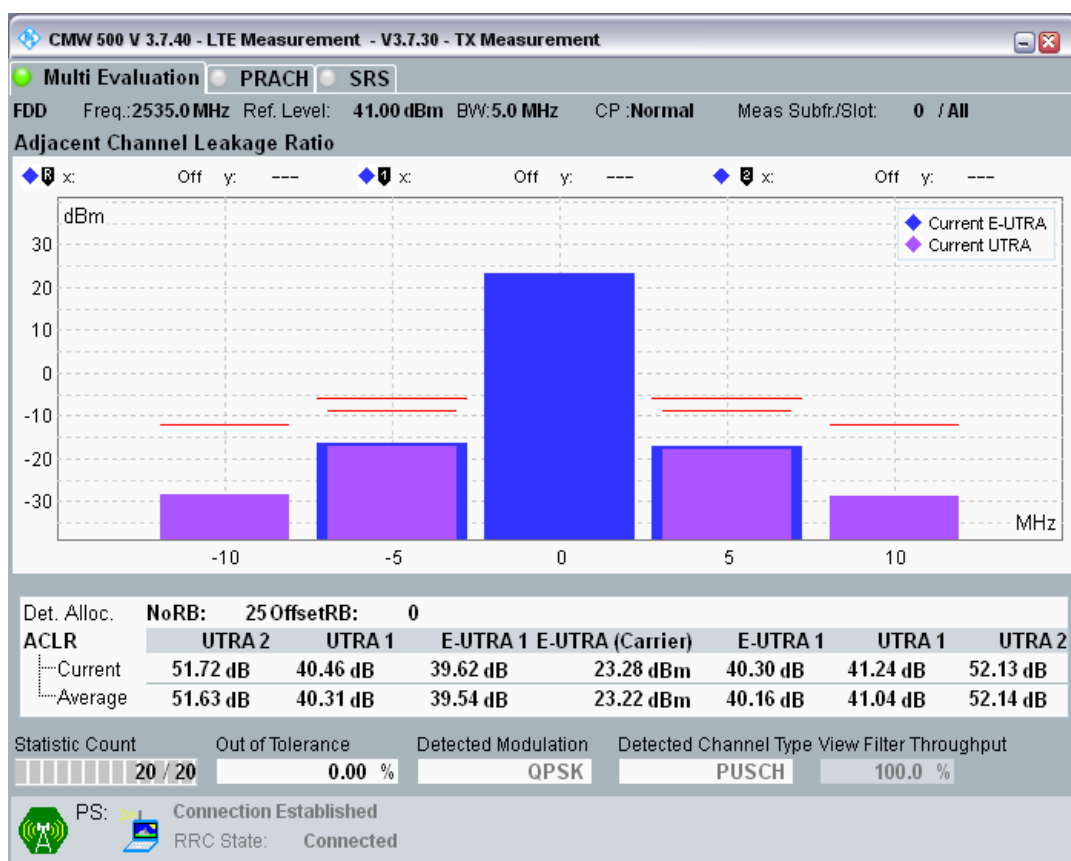 CMW 500 V 3.7.40 - LTE Measurement - V3.7.30 - TX Measurement
Multi Evaluation PRACH SRS
FDD Freq.:2535.0 MHz Ref. Level: 41.00 dBm BW:5.0 MHz CP :Normal Meas Subfr./Slot: 0 / All
Adjacent Channel Leakage Ratio
R x: Off y: --- 1 x: Off y: --- 2 x: Off y: ---
dBm
Current E-UTRA
Current UTRA
30
20
10
0
-10
-20
-30
MHz
-10 -5 0 5 10
Det. Alloc. NoRB: 25 OffsetRB: 0
ACLR UTRA 2 UTRA 1 E-UTRA 1 E-UTRA (Carrier) E-UTRA 1 UTRA 1 UTRA 2
Current 51.72 dB 40.46 dB 39.62 dB 23.28 dBm 40.30 dB 41.24 dB 52.13 dB
Average 51.63 dB 40.31 dB 39.54 dB 23.22 dBm 40.16 dB 41.04 dB 52.14 dB
Statistic Count Out of Tolerance Detected Modulation Detected Channel Type View Filter Throughput
20 / 20 0.00 % QPSK PUSCH 100.0 %
PS: Connection Established
RRC State: Connected